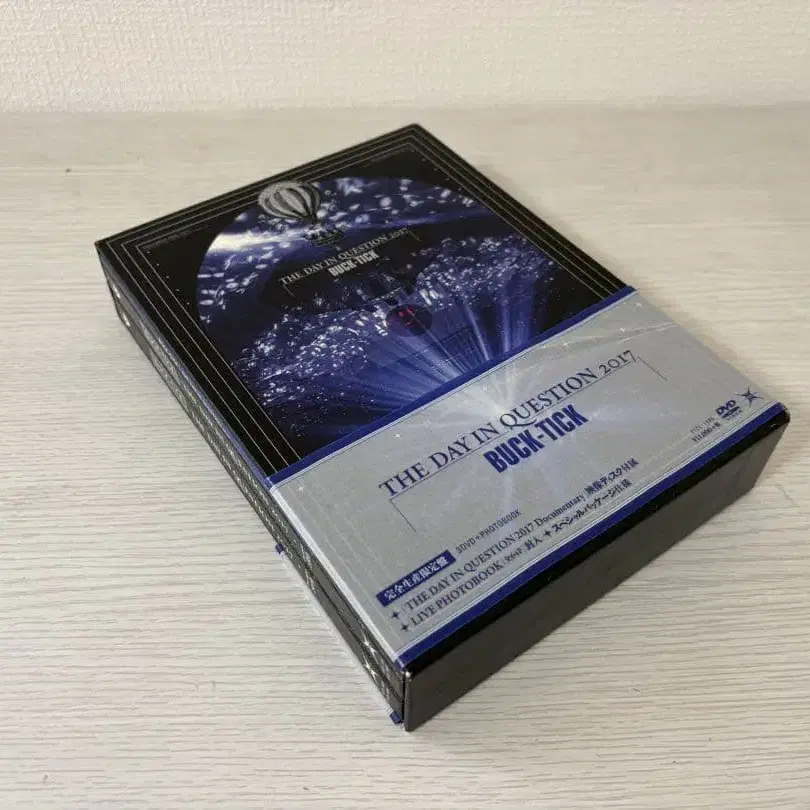 THE DAY IN QUESTION 2017
BUCK-TICK
THE DAY IN QUESTION 2017
BUCK-TICK
DVD
完全生産限定盤
3DVD+PHOTOBOOK
THE DAY IN QUESTION 2017 Documentary 映像ディスク付属
LIVE PHOTOBOOK 封入 + スペシャルパッケージ仕様